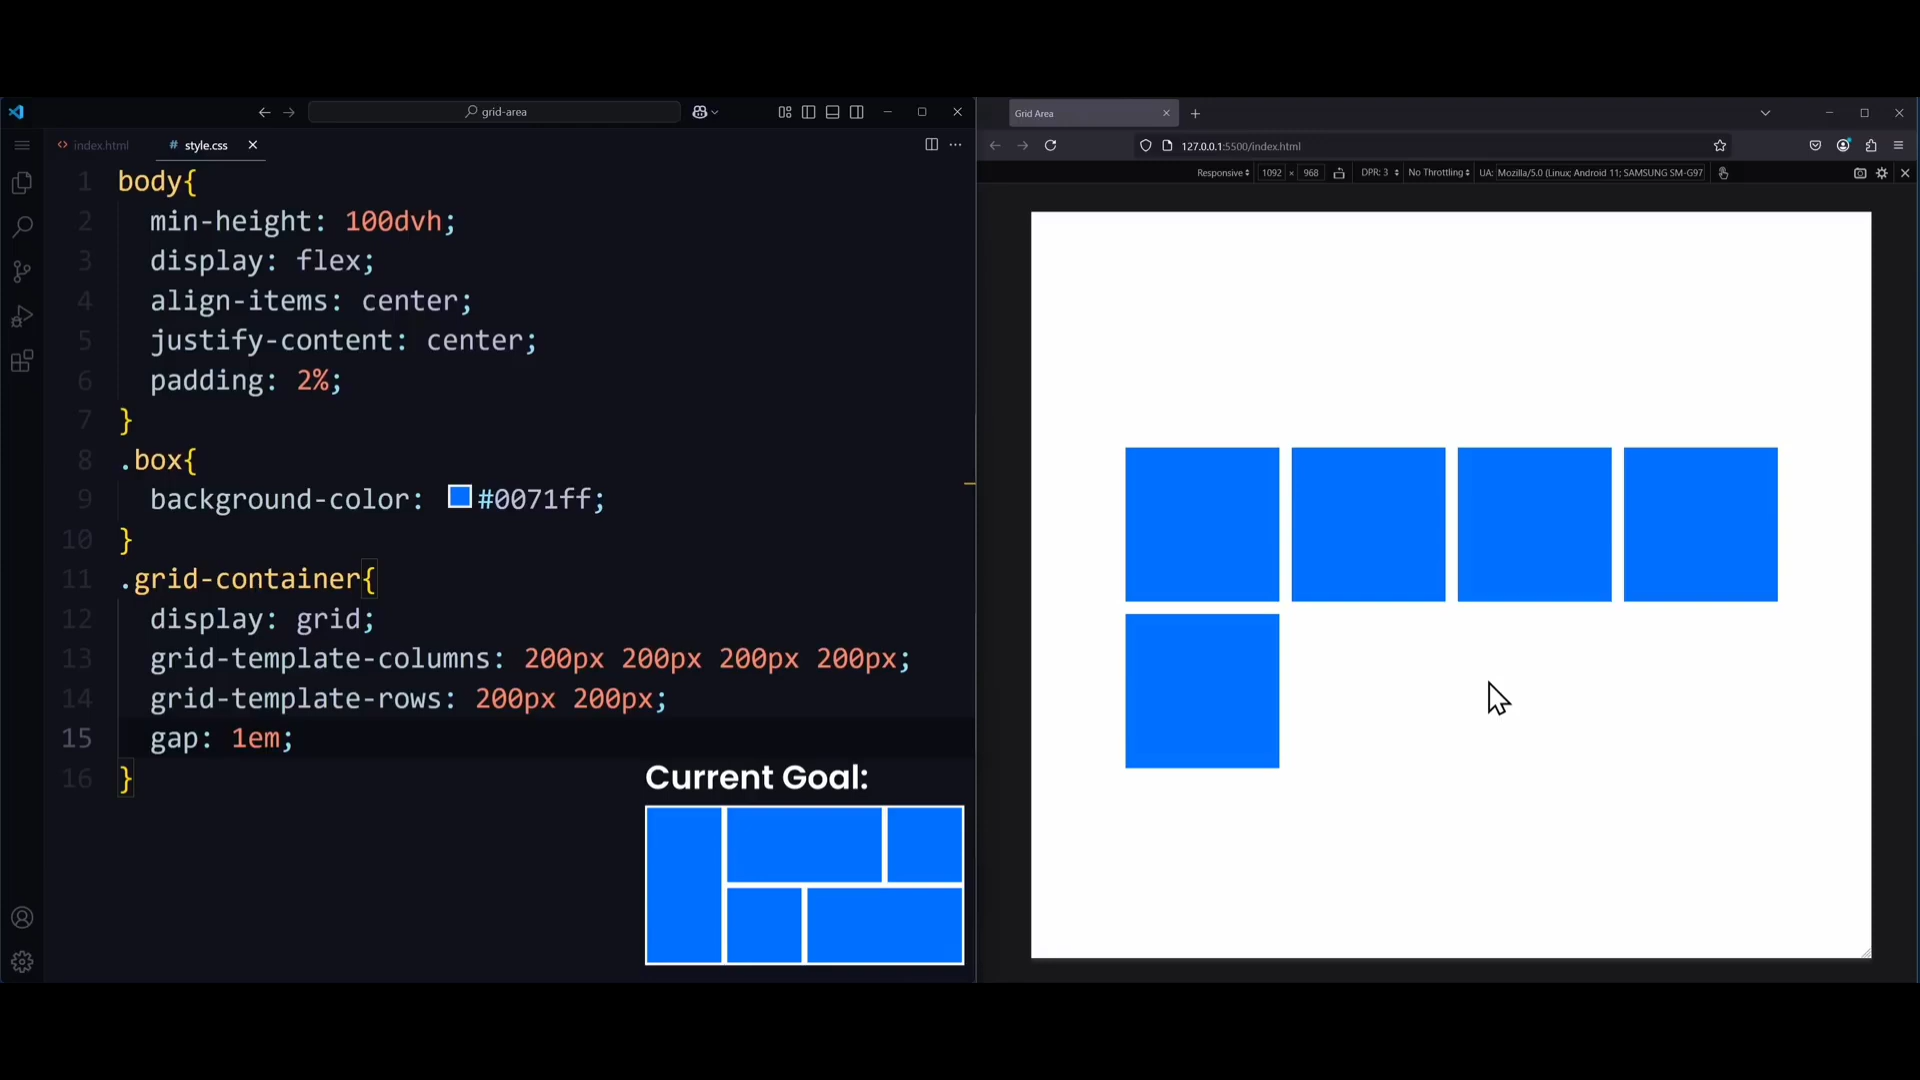 grid-area
index.html
# style.css
1 body{
2 min-height: 100dvh;
3 display: flex;
4 align-items: center;
5 justify-content: center;
6 padding: 2%;
7 }
8 .box{
9 background-color: #0071ff;
10 }
11 .grid-container{
12 display: grid;
13 grid-template-columns: 200px 200px 200px 200px;
14 grid-template-rows: 200px 200px;
15 gap: 1em;
16 }
Current Goal:
Grid Area
127.0.0.1:5500/index.html
Responsive 1092 × 968 DPR: 3 No Throttling UA: Mozilla/5.0 (Linux; Android 11; SAMSUNG SM-G97